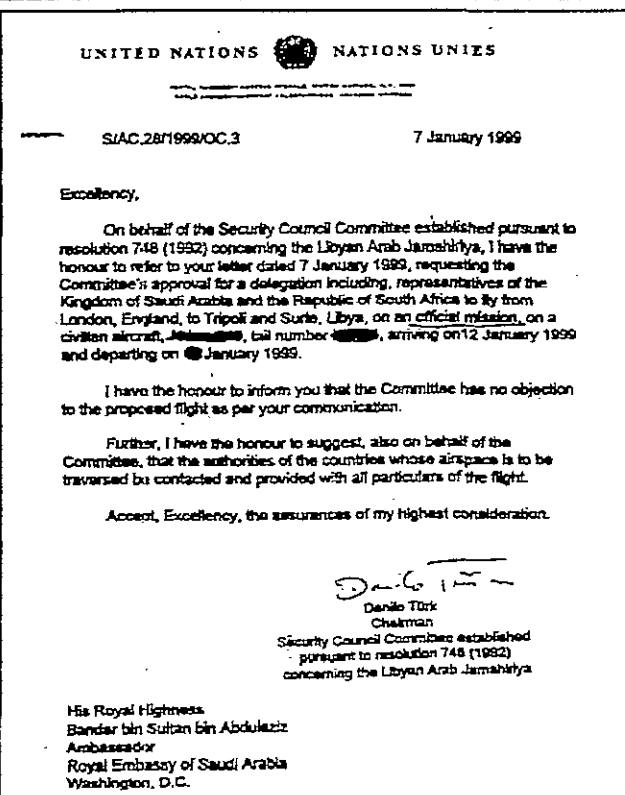 UNITED NATIONS NATIONS UNIES
S/AC.28/1999/OC.3 7 January 1999
Excellency,
On behalf of the Security Council Committee established pursuant to
resolution 748 (1992) concerning the Libyan Arab Jamahiriya, I have the
honour to refer to your letter dated 7 January 1999, requesting the
Committee's approval for a delegation including, representatives of the
Kingdom of Saudi Arabia and the Republic of South Africa to fly from
London, England, to Tripoli and Surte, Libya, on an official mission, on a
civilian aircraft, tail number arriving on12 January 1999
and departing on January 1999.
I have the honour to inform you that the Committee has no objection
to the proposed flight as per your communication.
Further, I have the honour to suggest, also on behalf of the
Committee, that the authorities of the countries whose airspace is to be
traversed be contacted and provided with all particulars of the flight.
Accept, Excellency, the assurances of my highest consideration.
Danilo Türk
Danilo Türk
Chairman
Security Council Committee established
pursuant to resolution 748 (1992)
concerning the Libyan Arab Jamahiriya
His Royal Highness
Bandar bin Sultan bin Abdulaziz
Ambassador
Royal Embassy of Saudi Arabia
Washington, D.C.